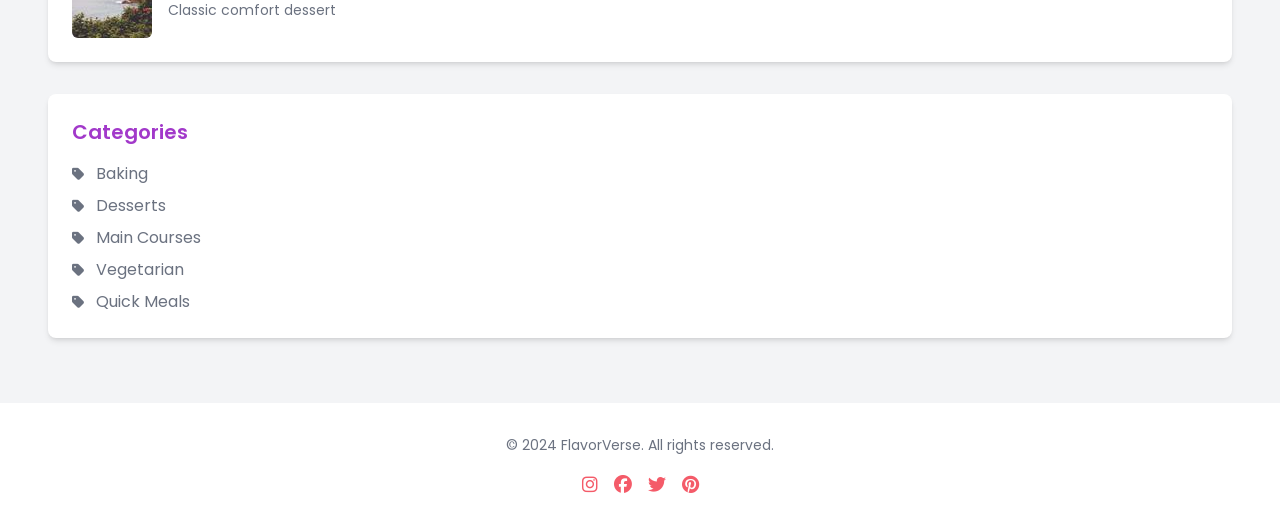 Classic comfort dessert
Categories
Baking
Desserts
Main Courses
Vegetarian
Quick Meals
© 2024 FlavorVerse. All rights reserved.